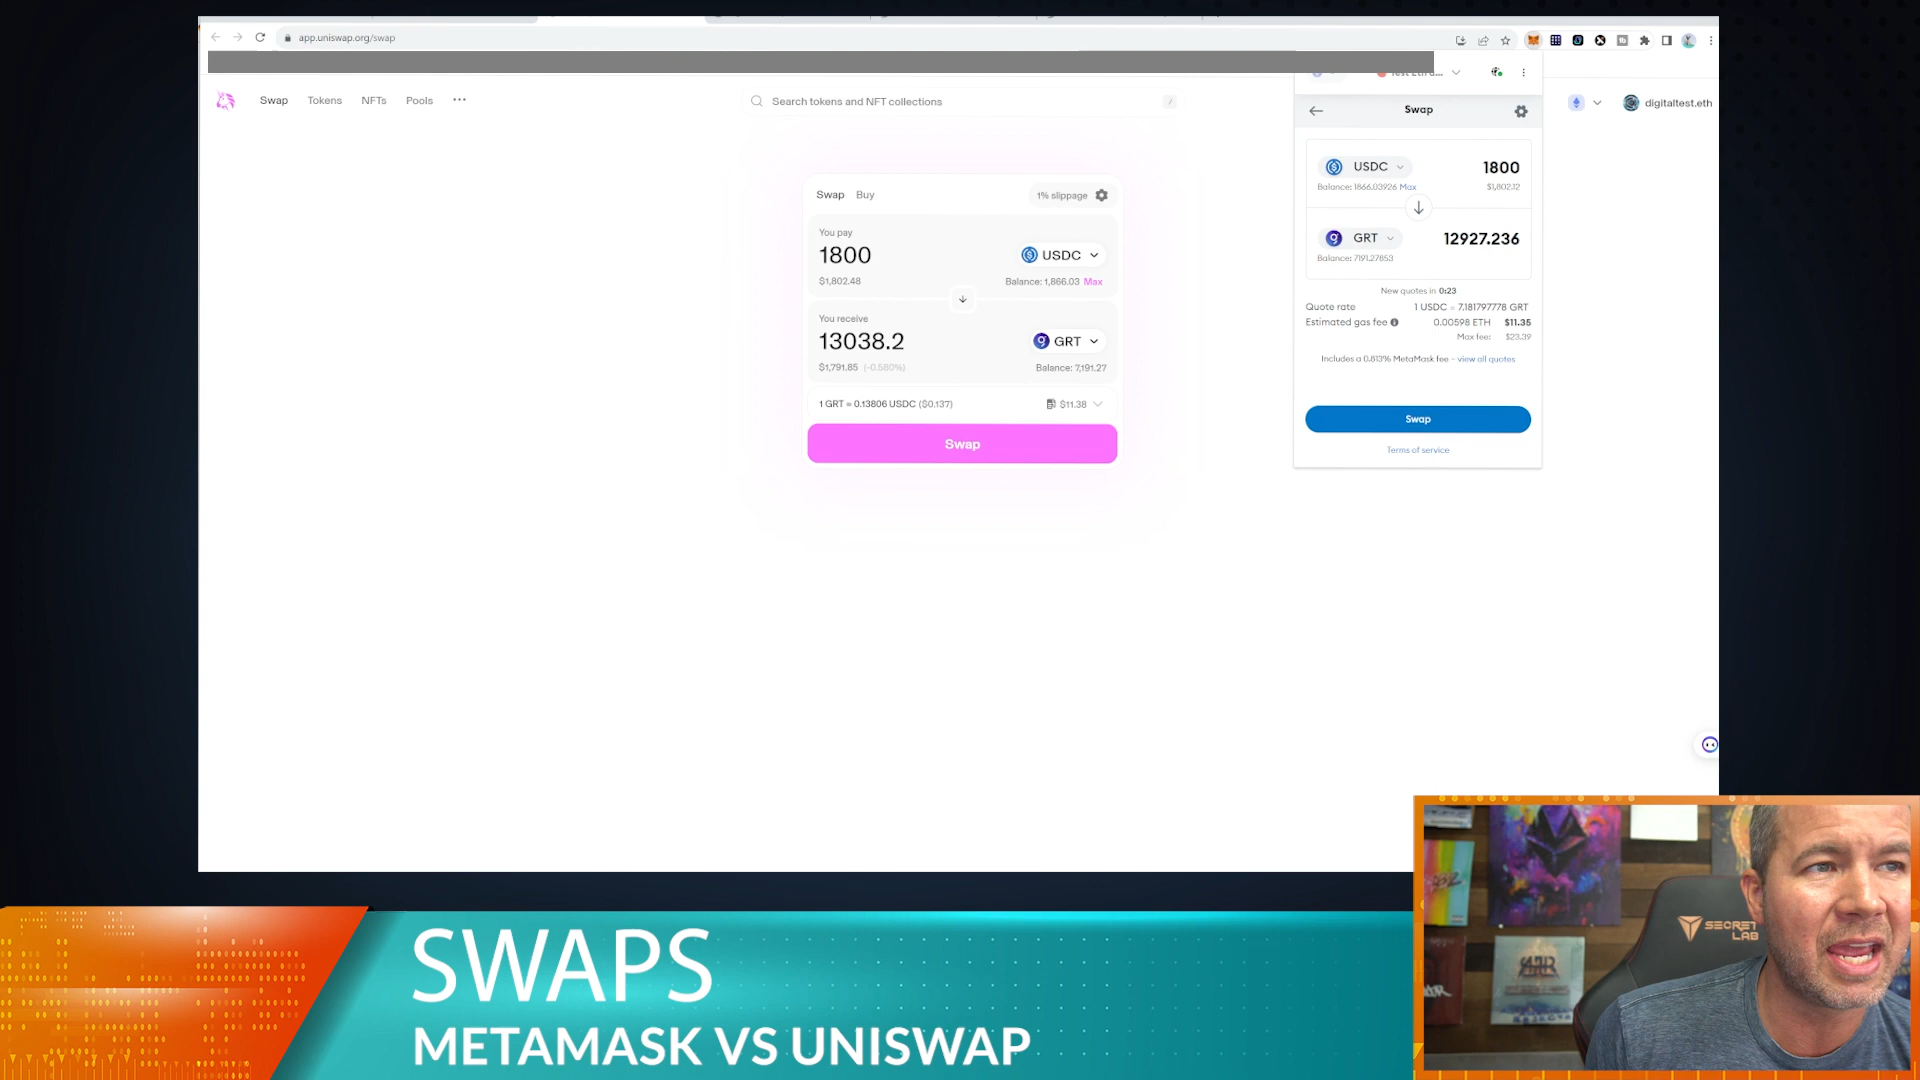 app.uniswap.org/swap
Swap Tokens NFTs Pools ···
Search tokens and NFT collections /
digitaltest.eth
Swap Buy
1% slippage
You pay
1800
USDC
$1,802.48
Balance: 1,866.03 Max
You receive
13038.2
GRT
$1,791.85 (-0.580%)
Balance: 7,191.27
1 GRT = 0.13806 USDC ($0.137)
$11.38
Swap
Swap
USDC
1800
Balance: 1866.03926 Max
$1,802.12
GRT
12927.236
Balance: 7191.27853
New quotes in 0:23
Quote rate 1 USDC = 7.181797778 GRT
Estimated gas fee 0.00598 ETH $11.35
Max fee: $23.39
Includes a 0.813% MetaMask fee – view all quotes
Swap
Terms of service
SECRET
LAB
SWAPS
METAMASK VS UNISWAP